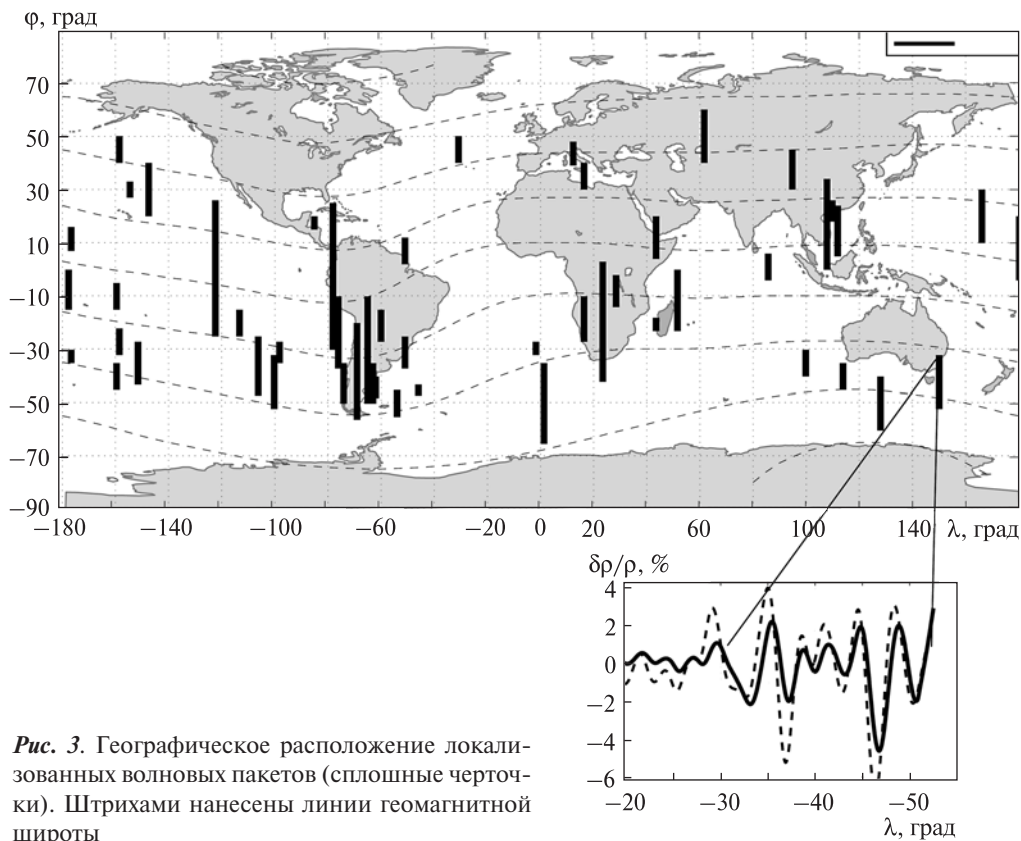 φ, град
70
50
30
10
−10
−30
−50
−70
−90
−180 −140 −100 −60 −20 0 20 60 100 140 λ, град
δρ/ρ, %
4
2
0
−2
−4
−6
−20 −30 −40 −50
λ, град
Рис. 3. Географическое расположение локали-
зованных волновых пакетов (сплошные черточ-
ки). Штрихами нанесены линии геомагнитной
широты